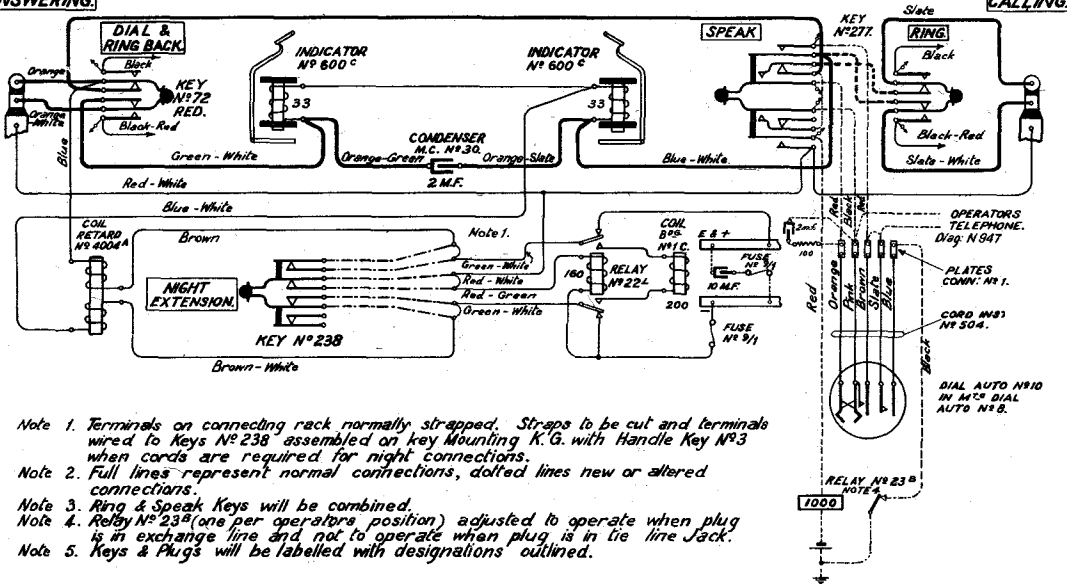 NSWERING.
CALLING.
DIAL &
RING BACK.
Black
Orange
Orange-
White
KEY
Nº 72
RED.
Black-Red
Blue
Green-White
INDICATOR
Nº 600 C
33
CONDENSER
M.C. Nº 30.
Orange-Green
Orange-Slate
2 M.F.
INDICATOR
Nº 600 C
33
SPEAK
KEY
Nº 277.
Slate
RING.
Black
Black-Red
Slate-White
Blue-White
Red-White
Blue-White
COIL
RETARD
Nº 4004 A
Brown
NIGHT
EXTENSION.
KEY Nº 238
Brown-White
Note 1.
Green-White
Red-White
Red-Green
Green-White
160
RELAY
Nº 22 L
COIL
Bᴰᴳ
Nº 1 C.
200
E & +
FUSE
Nº 9/1
10 M.F.
FUSE
Nº 9/1
2 m.f.
100
Red
Black
Red
OPERATORS
TELEPHONE.
Diag: N 947
PLATES
CONN: Nº 1.
Red
Orange
Pink
Brown
Slate
Blue
CORD INST
Nº 504.
Black
DIAL AUTO Nº 10
IN Mᵀᴳ DIAL
AUTO Nº 8.
RELAY Nº 23 B
NOTE 4.
1000
Note 1. Terminals on connecting rack normally strapped. Straps to be cut and terminals
wired to Keys Nº 238 assembled on key Mounting K.G. with Handle Key Nº 3
when cords are required for night connections.
Note 2. Full lines represent normal connections, dotted lines new or altered
connections.
Note 3. Ring & Speak Keys will be combined.
Note 4. Relay Nº 23 B (one per operators position) adjusted to operate when plug
is in exchange line and not to operate when plug is in tie line Jack.
Note 5. Keys & Plugs will be labelled with designations outlined.